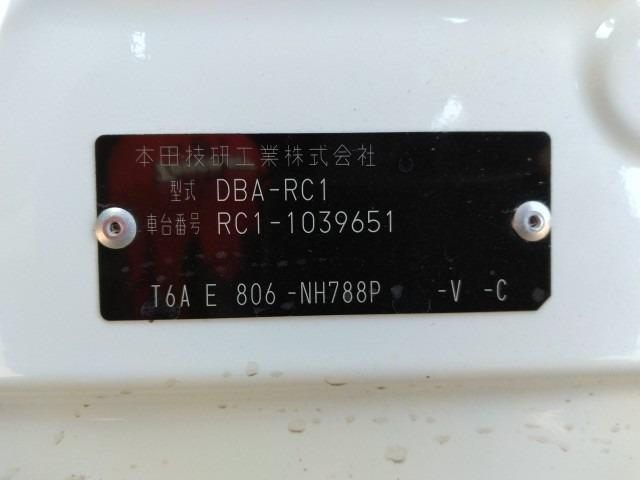 本田技研工業株式会社
型式 DBA-RC1
車台番号 RC1-1039651
T6A E 806 -NH788P -V -C